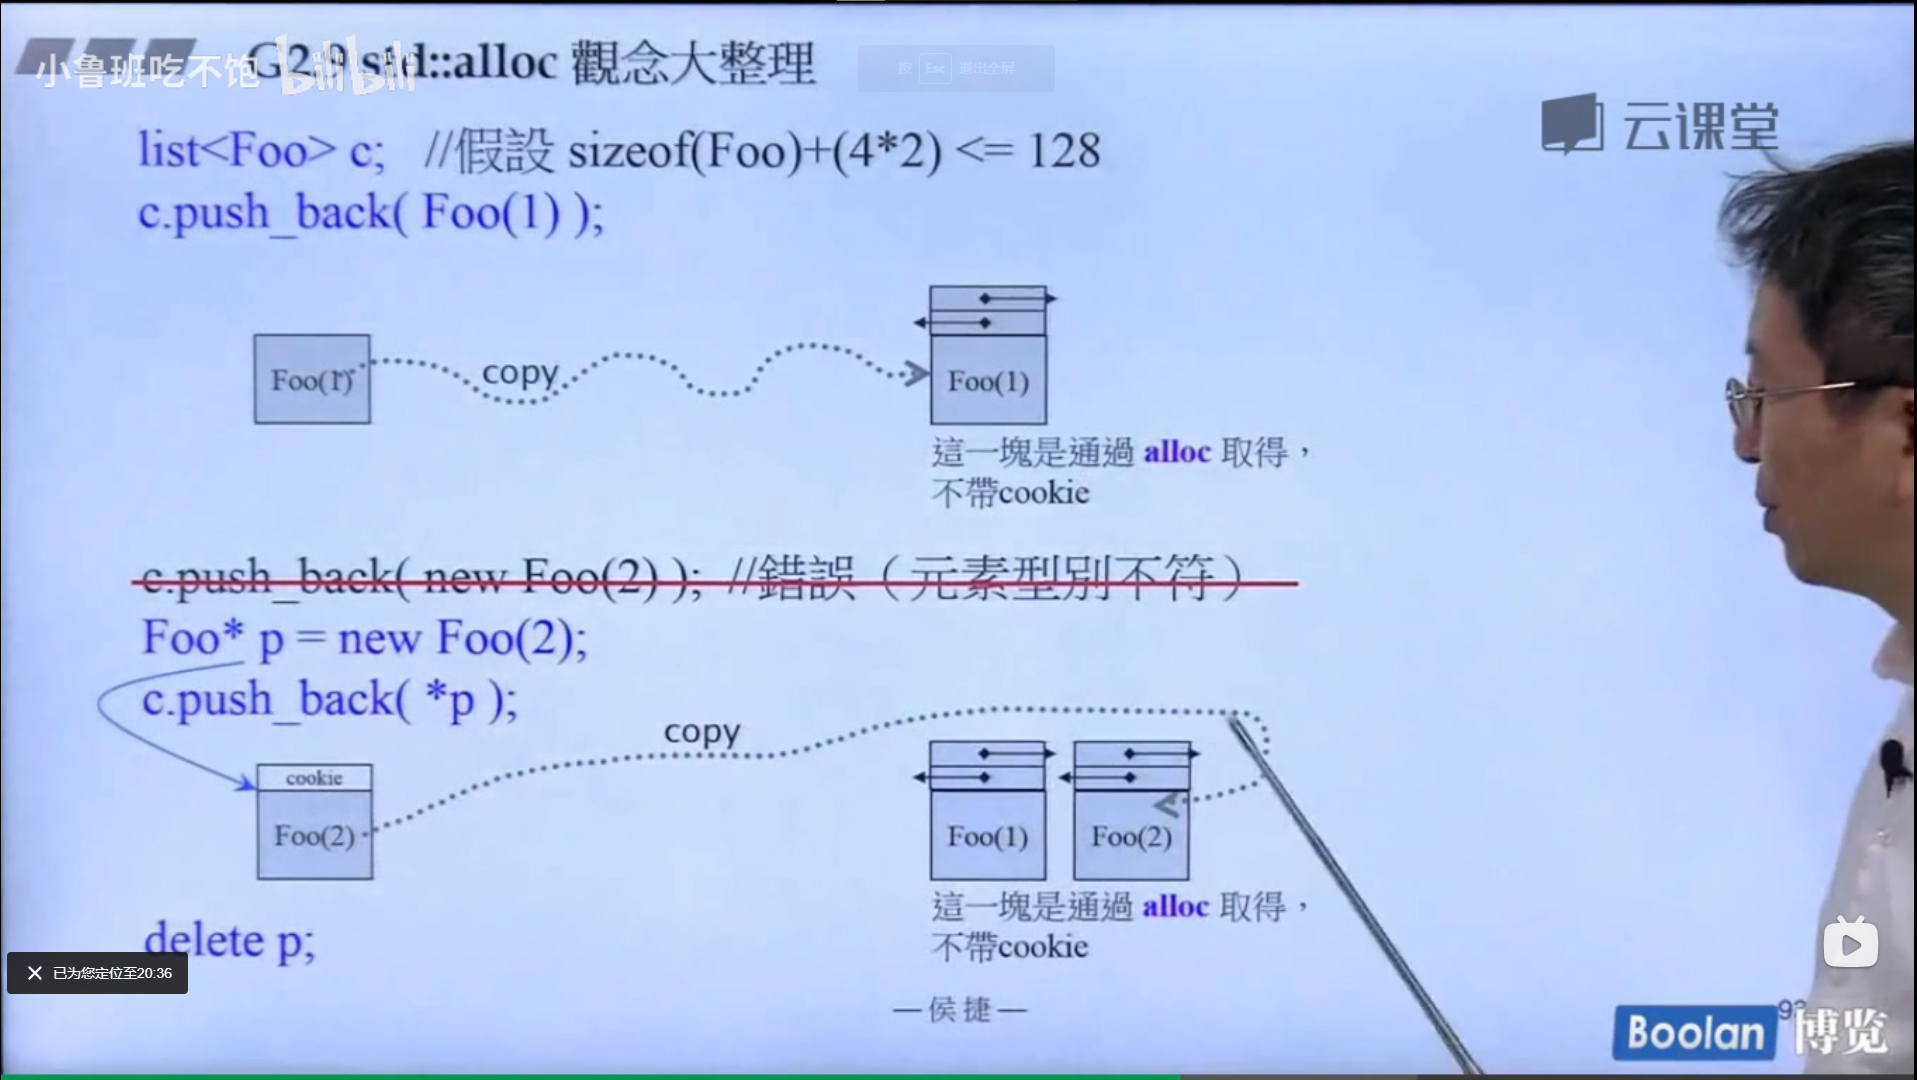 小鲁班吃不饱 bilibili
G2.9 std::alloc 觀念大整理
按 Esc 退出全屏
云课堂
list<Foo> c; //假設 sizeof(Foo)+(4*2) <= 128
c.push_back( Foo(1) );
Foo(1)
copy
Foo(1)
這一塊是通過 alloc 取得，
不帶cookie
c.push_back( new Foo(2) ); //錯誤（元素型別不符）
Foo* p = new Foo(2);
c.push_back( *p );
copy
cookie
Foo(2)
Foo(1)
Foo(2)
這一塊是通過 alloc 取得，
不帶cookie
delete p;
已为您定位至20:36
—侯捷—
Boolan 博览